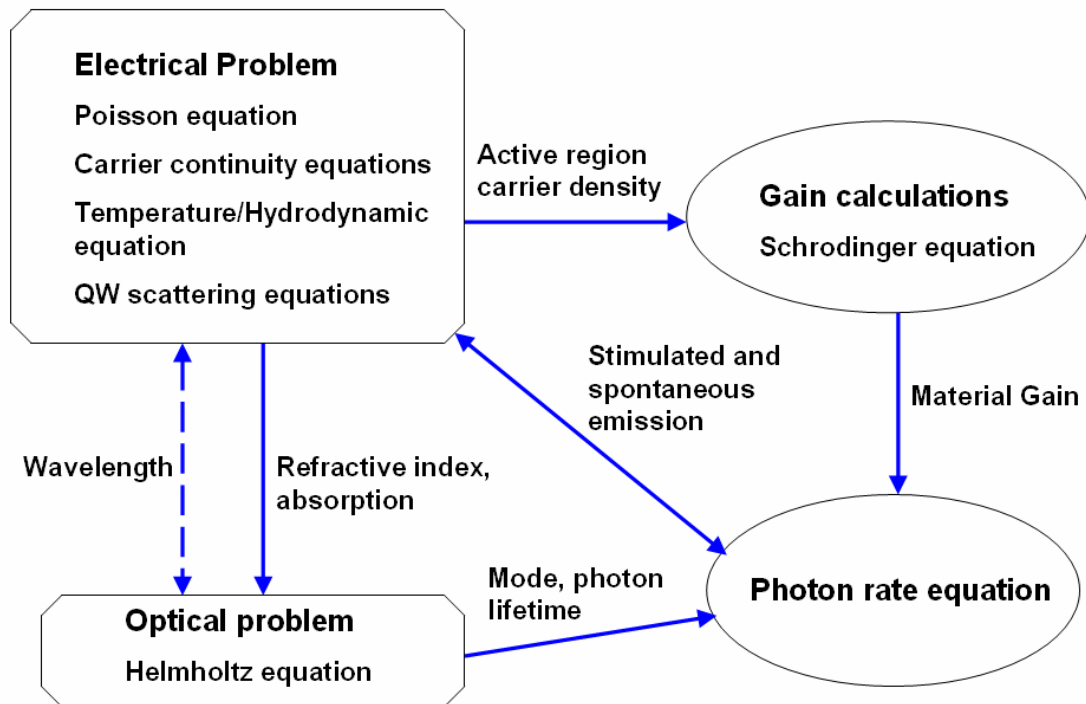 Electrical Problem
Poisson equation
Carrier continuity equations
Temperature/Hydrodynamic
equation
QW scattering equations
Active region
carrier density
Gain calculations
Schrodinger equation
Stimulated and
spontaneous
emission
Material Gain
Wavelength
Refractive index,
absorption
Mode, photon
lifetime
Photon rate equation
Optical problem
Helmholtz equation